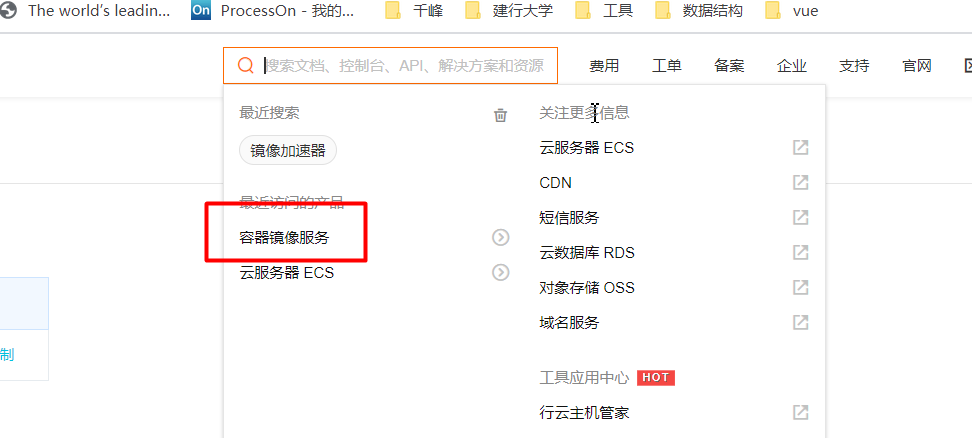 The world's leadin... On ProcessOn - 我的... 千峰 建行大学 工具 数据结构 vue
搜索文档、控制台、API、解决方案和资源 费用 工单 备案 企业 支持 官网
最近搜索
镜像加速器
最近访问的产品
容器镜像服务
云服务器 ECS
关注更多信息
云服务器 ECS
CDN
短信服务
云数据库 RDS
对象存储 OSS
域名服务
工具应用中心 HOT
行云主机管家
制